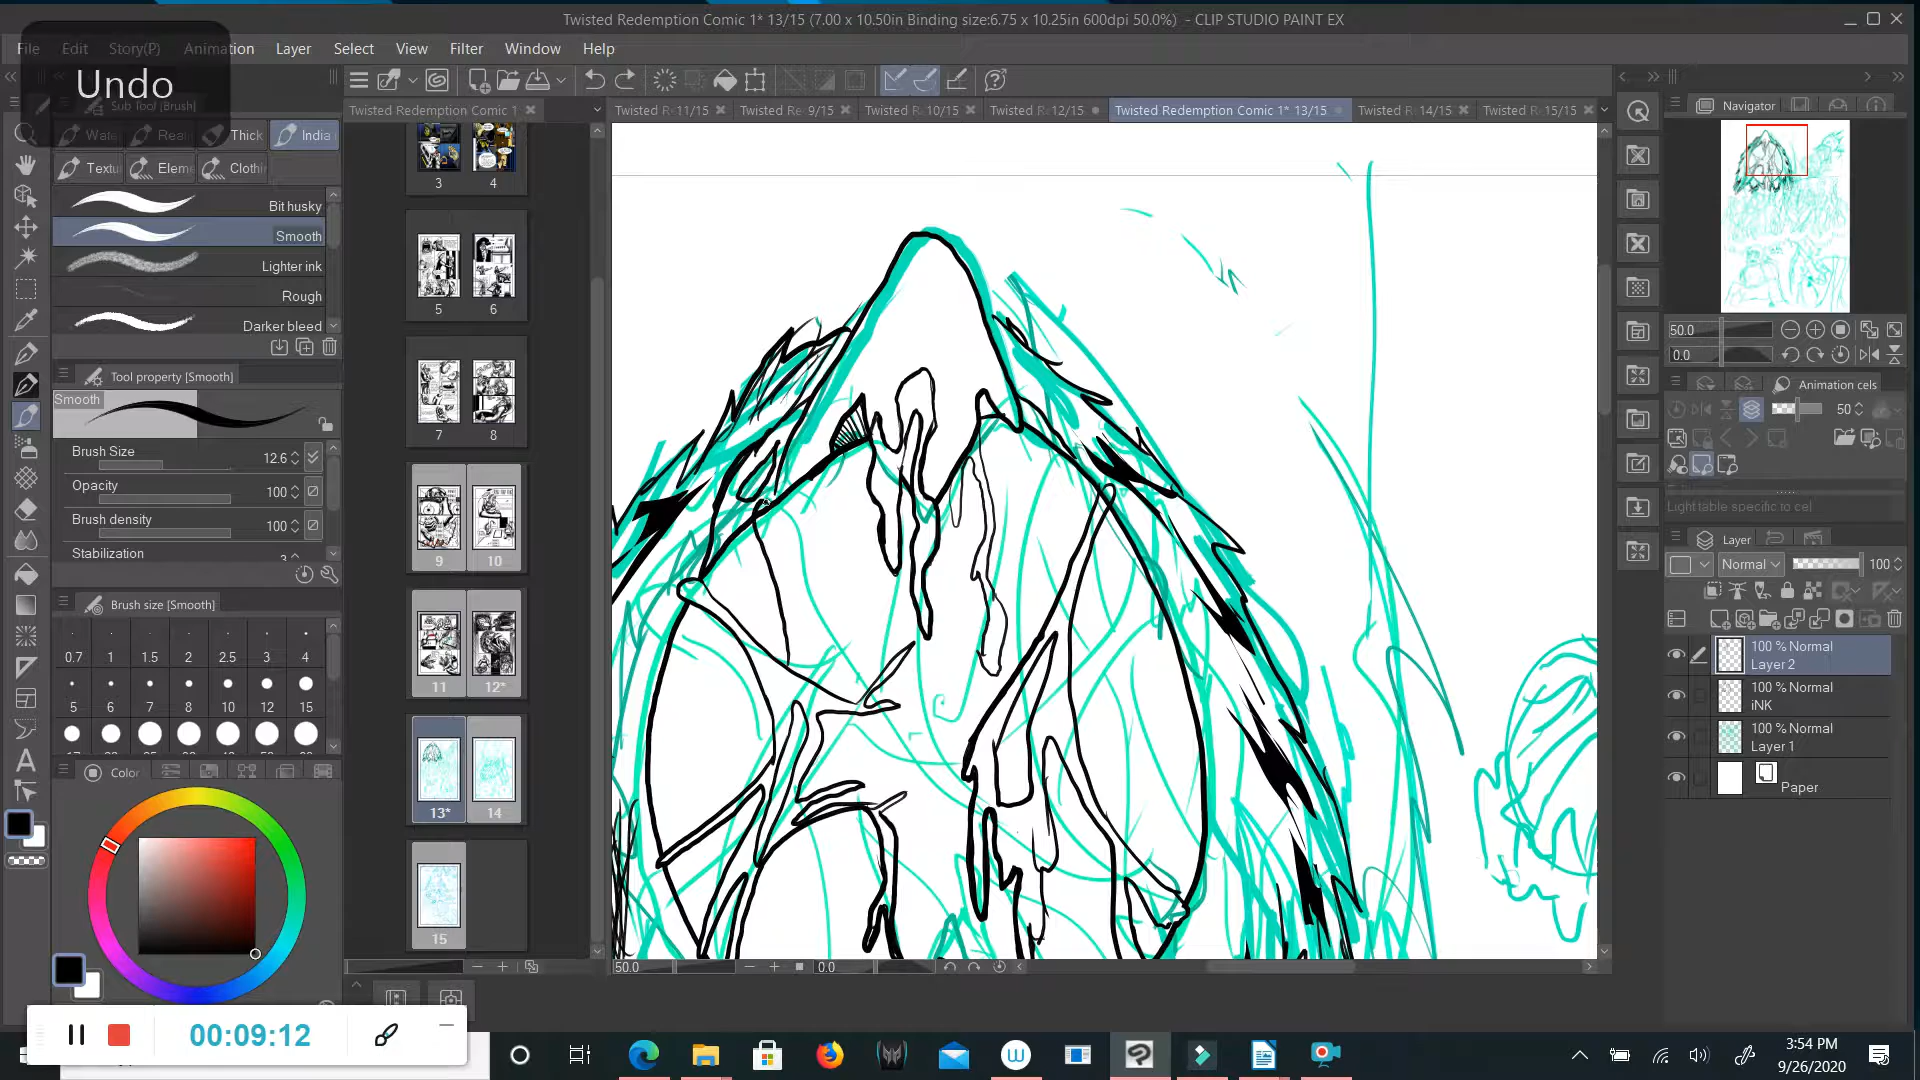 Twisted Redemption Comic 1* 13/15 (7.00 x 10.50in Binding size:6.75 x 10.25in 600dpi 50.0%) - CLIP STUDIO PAINT EX
File Edit Story(P) Animation Layer Select View Filter Window Help
Undo
Sub Tool [Brush]
Twisted Redemption Comic 1
Twisted R 11/15
Twisted Re 9/15
Twisted R 10/15
Twisted R 12/15
Twisted Redemption Comic 1* 13/15
Twisted R 14/15
Twisted R 15/15
Navigator
Wate Rea Thick India
Textu Eleme Clothi
Bit husky
Smooth
Lighter ink
Rough
Darker bleed
Tool property [Smooth]
Smooth
Brush Size 12.6
Opacity 100
Brush density 100
Stabilization 3
Brush size [Smooth]
0.7 1 1.5 2 2.5 3 4
5 6 7 8 10 12 15
Color
3 4
5 6
7 8
9 10
11 12*
13* 14
15
50.0
0.0
50.0
0.0
Animation cels
50
Light table specific to cel
Layer
Normal 100
100 % Normal
Layer 2
100 % Normal
iNK
100 % Normal
Layer 1
Paper
00:09:12
3:54 PM
9/26/2020